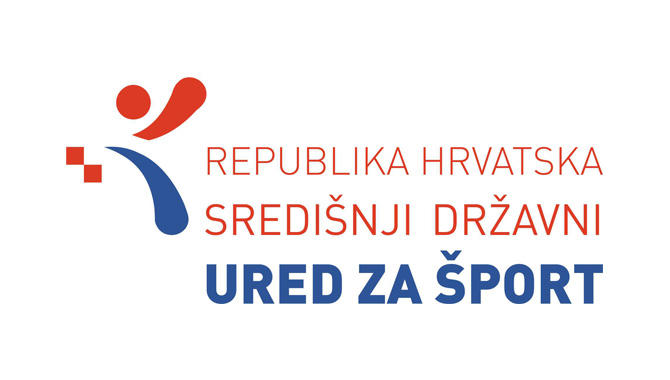 REPUBLIKA HRVATSKA
SREDIŠNJI DRŽAVNI
URED ZA ŠPORT